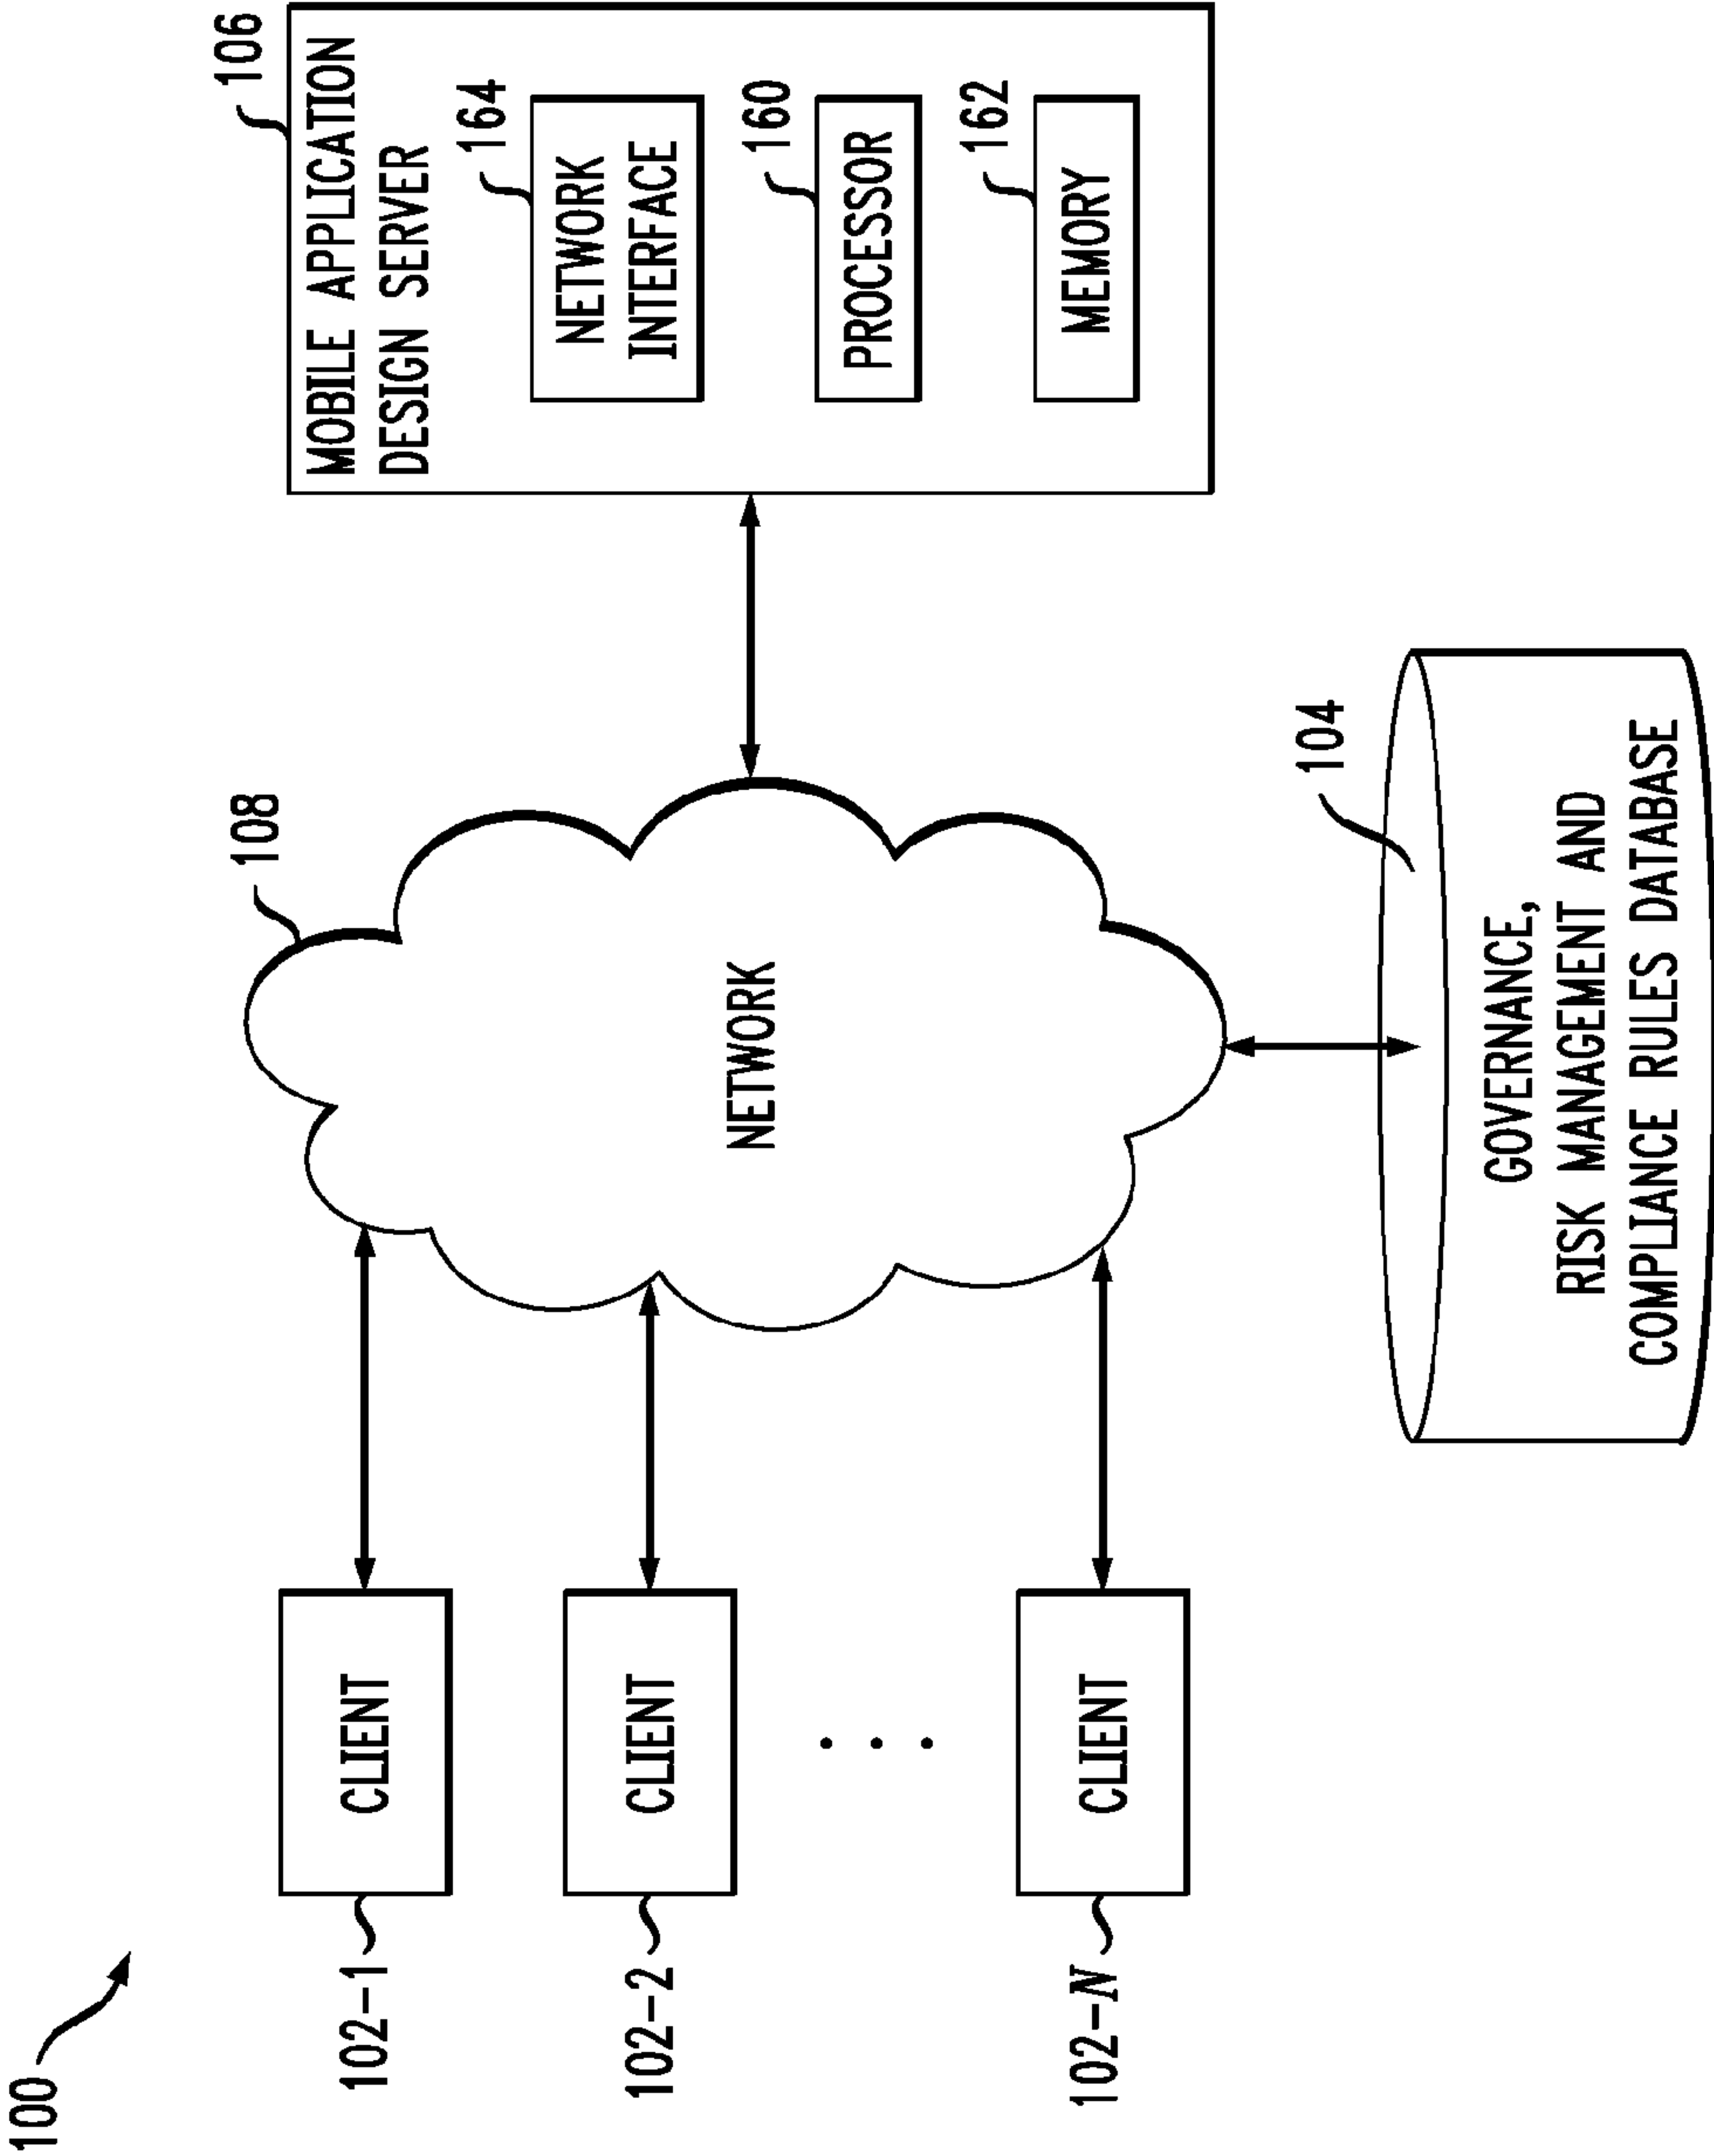 100
102-1
CLIENT
102-2
CLIENT
102-N
CLIENT
108
NETWORK
106
MOBILE APPLICATION
DESIGN SERVER
164
NETWORK
INTERFACE
160
PROCESSOR
162
MEMORY
104
GOVERNANCE,
RISK MANAGEMENT AND
COMPLIANCE RULES DATABASE